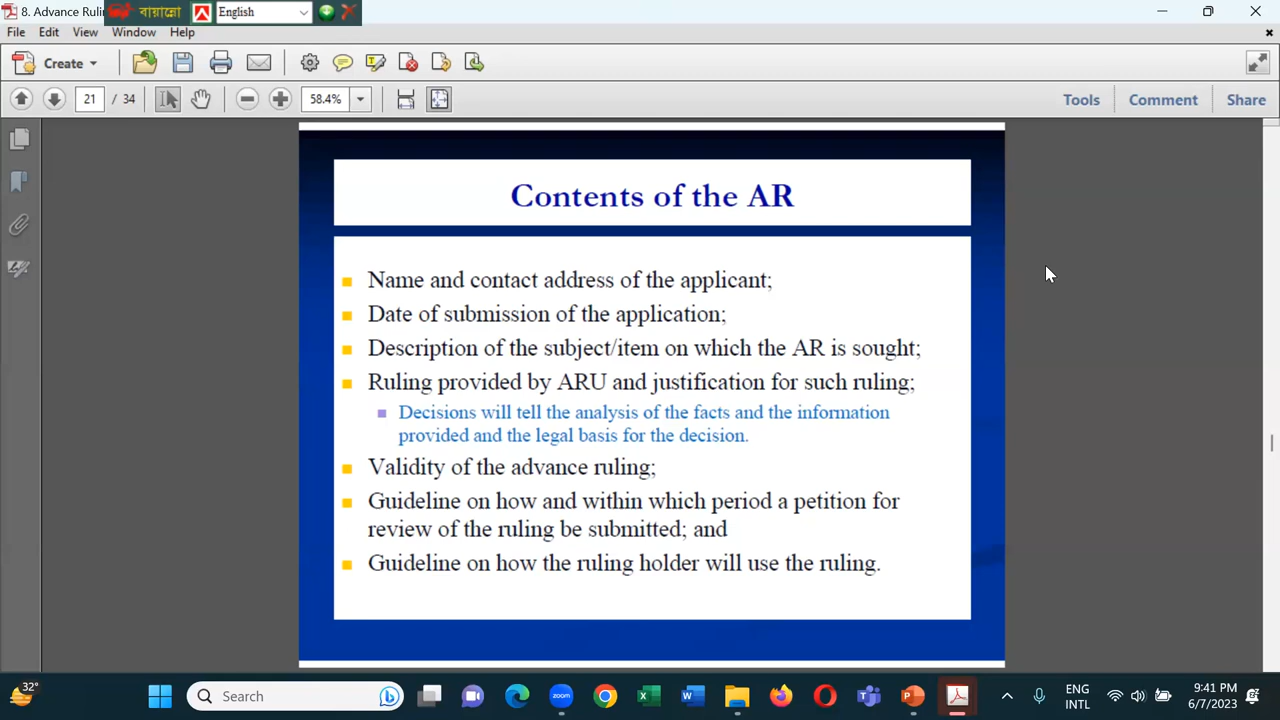 8. Advance Rulin
বায়ান্নো
English
File Edit View Window Help
Create
21 / 34
58.4%
Tools Comment Share
Contents of the AR
Name and contact address of the applicant;
Date of submission of the application;
Description of the subject/item on which the AR is sought;
Ruling provided by ARU and justification for such ruling;
Decisions will tell the analysis of the facts and the information
provided and the legal basis for the decision.
Validity of the advance ruling;
Guideline on how and within which period a petition for
review of the ruling be submitted; and
Guideline on how the ruling holder will use the ruling.
32°
Search
zoom
ENG
INTL
9:41 PM
6/7/2023